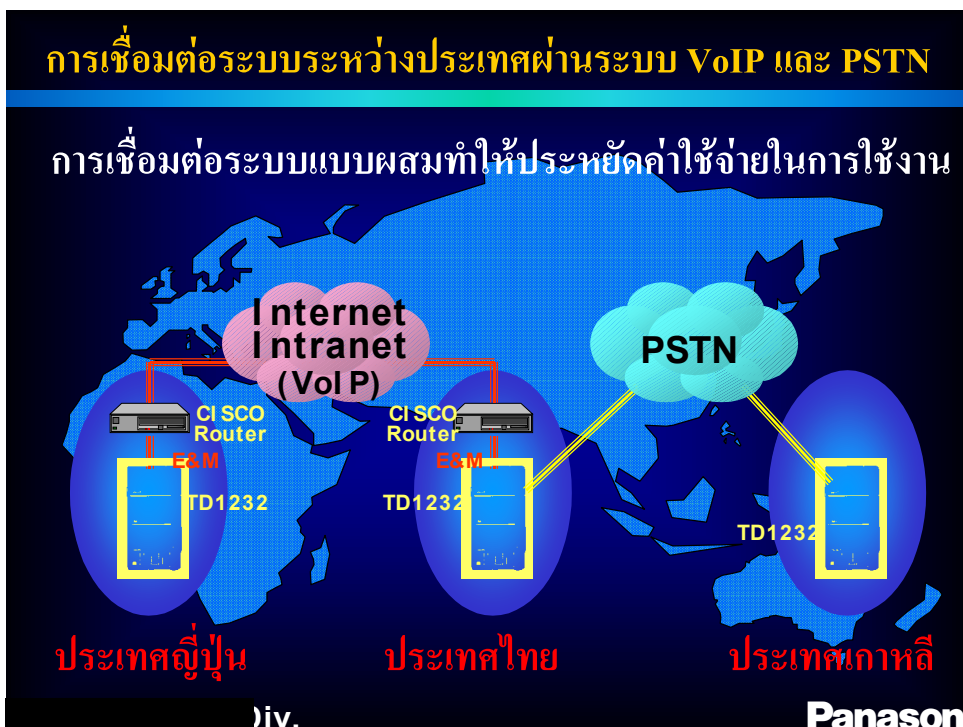 การเชื่อมต่อระบบระหว่างประเทศผ่านระบบ VoIP และ PSTN
การเชื่อมต่อระบบแบบผสมทำให้ประหยัดค่าใช้จ่ายในการใช้งาน
Internet
Intranet
(VoIP)
PSTN
CISCO
Router
E&M
TD1232
CISCO
Router
E&M
TD1232
TD1232
ประเทศญี่ปุ่น
ประเทศไทย
ประเทศเกาหลี
Div.
Panason